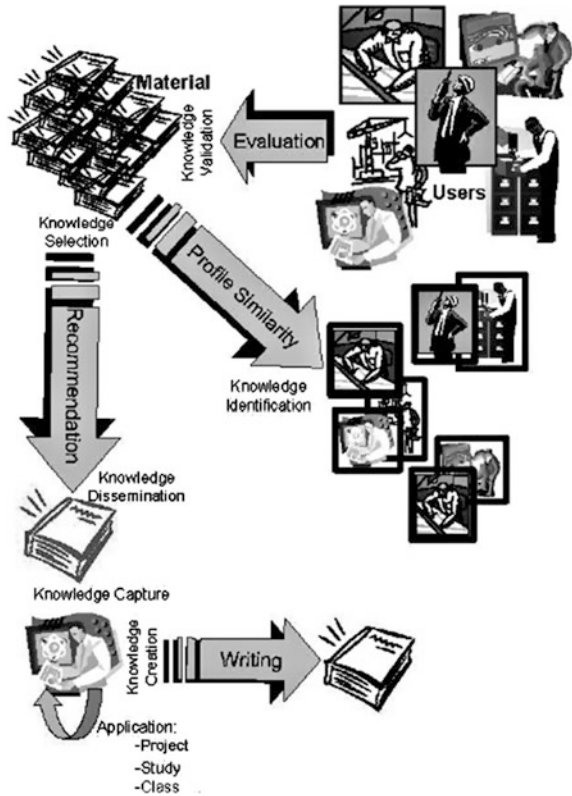 Material
Knowledge
Validation
Evaluation
Users
Knowledge
Selection
Profile Similarity
Recommendation
Knowledge
Identification
Knowledge
Dissemination
Knowledge Capture
Knowledge
Creation
Writing
Application:
-Project
-Study
-Class